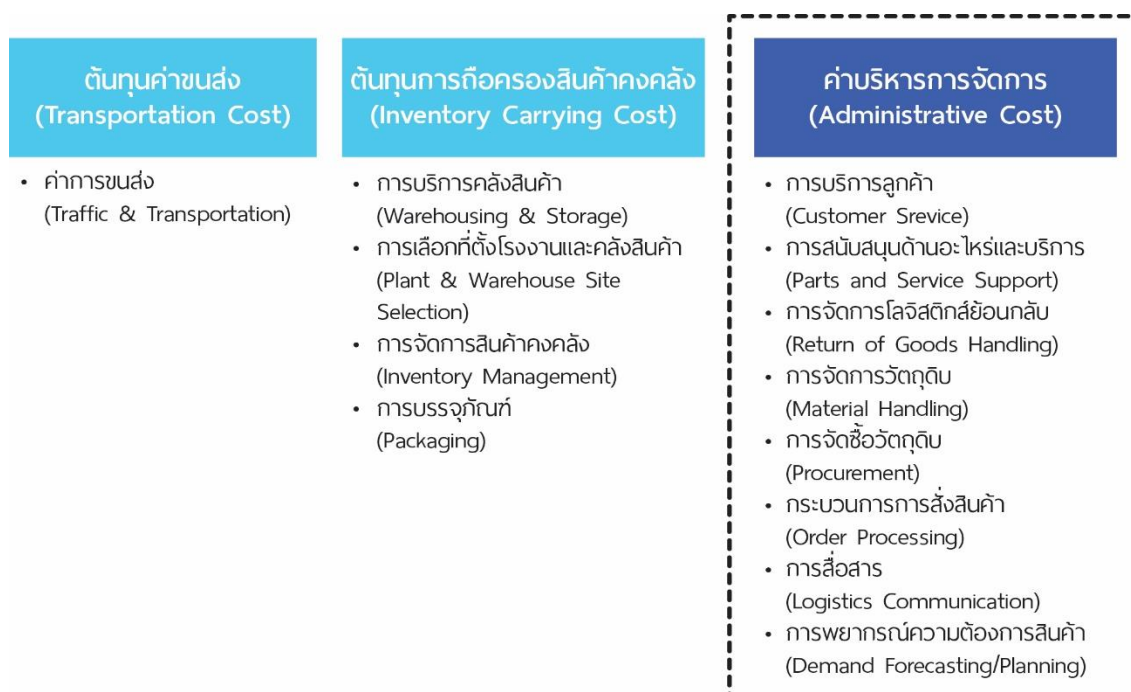 ต้นทุนค่าขนส่ง
(Transportation Cost)
• ค่าการขนส่ง
(Traffic & Transportation)
ต้นทุนการถือครองสินค้าคงคลัง
(Inventory Carrying Cost)
• การบริการคลังสินค้า
(Warehousing & Storage)
• การเลือกที่ตั้งโรงงานและคลังสินค้า
(Plant & Warehouse Site
Selection)
• การจัดการสินค้าคงคลัง
(Inventory Management)
• การบรรจุภัณฑ์
(Packaging)
ค่าบริหารการจัดการ
(Administrative Cost)
• การบริการลูกค้า
(Customer Srevice)
• การสนับสนุนด้านอะไหร่และบริการ
(Parts and Service Support)
• การจัดการโลจิสติกส์ย้อนกลับ
(Return of Goods Handling)
• การจัดการวัตถุดิบ
(Material Handling)
• การจัดซื้อวัตถุดิบ
(Procurement)
• กระบวนการการสั่งสินค้า
(Order Processing)
• การสื่อสาร
(Logistics Communication)
• การพยากรณ์ความต้องการสินค้า
(Demand Forecasting/Planning)